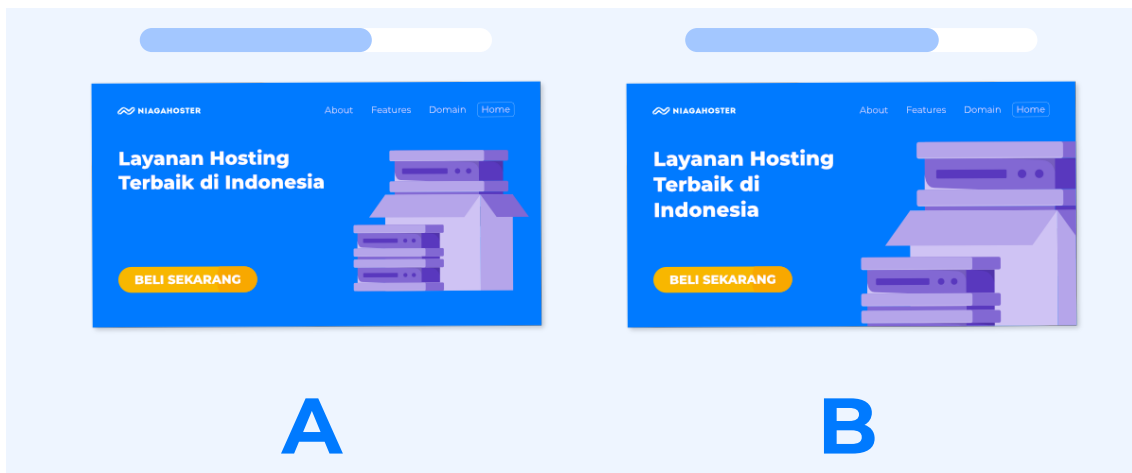 NIAGAHOSTER
About Features Domain Home
Layanan Hosting
Terbaik di Indonesia
BELI SEKARANG
A
NIAGAHOSTER
About Features Domain Home
Layanan Hosting
Terbaik di
Indonesia
BELI SEKARANG
B